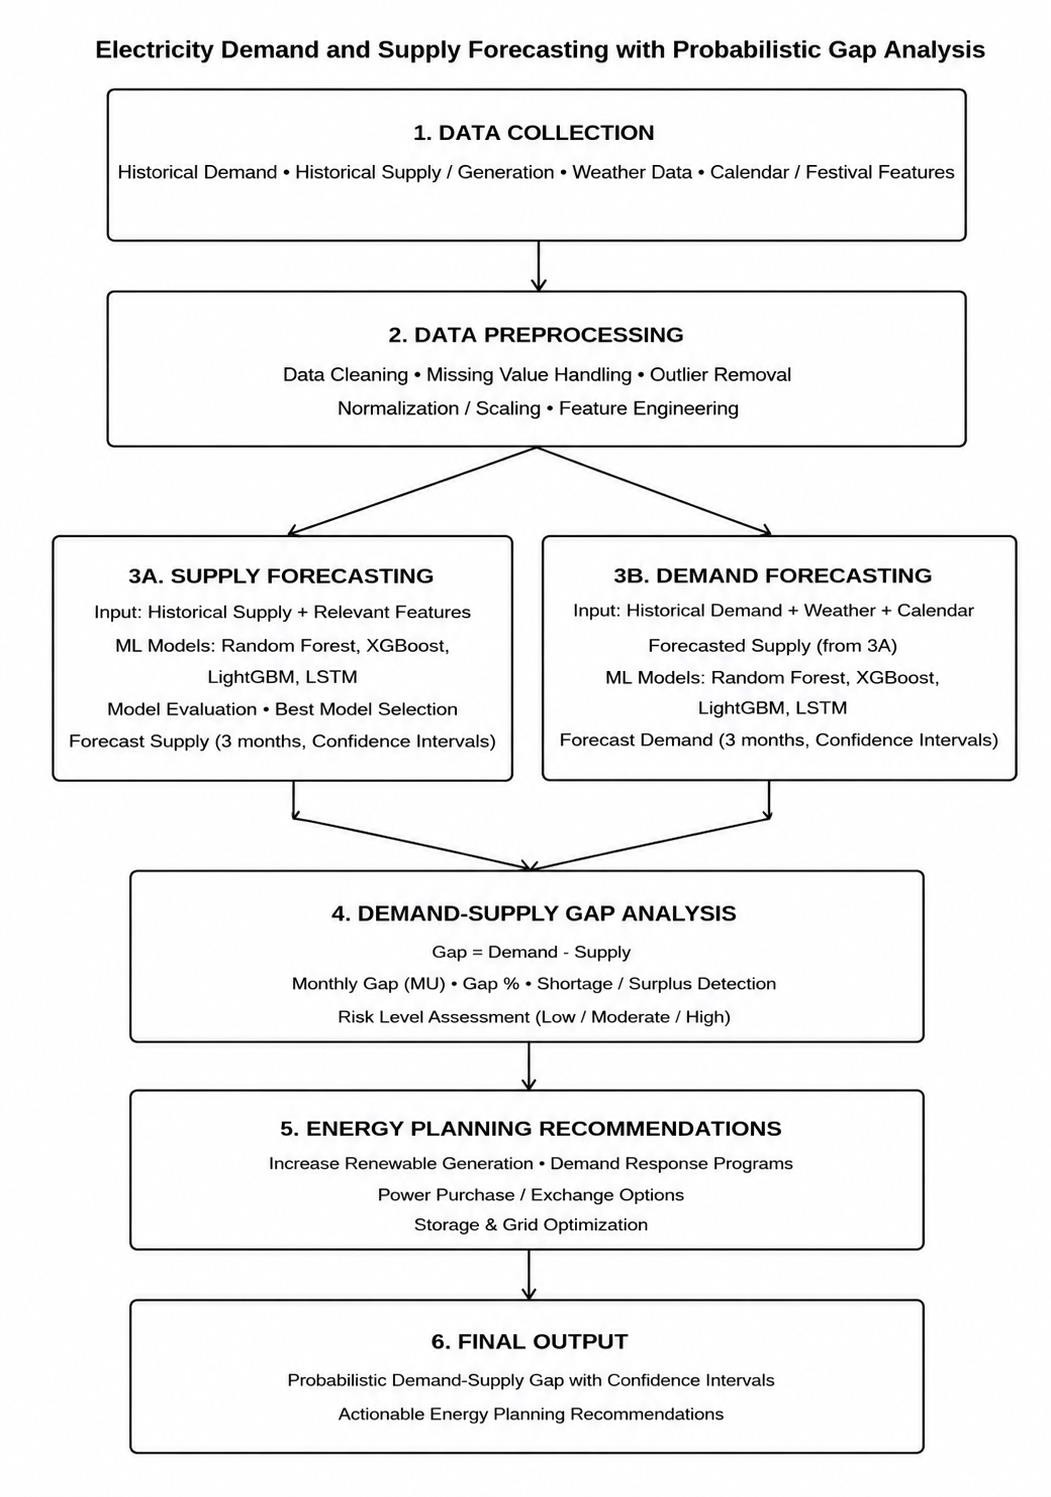 Electricity Demand and Supply Forecasting with Probabilistic Gap Analysis
1. DATA COLLECTION
Historical Demand • Historical Supply / Generation • Weather Data • Calendar / Festival Features
2. DATA PREPROCESSING
Data Cleaning • Missing Value Handling • Outlier Removal
Normalization / Scaling • Feature Engineering
3A. SUPPLY FORECASTING
Input: Historical Supply + Relevant Features
ML Models: Random Forest, XGBoost,
LightGBM, LSTM
Model Evaluation • Best Model Selection
Forecast Supply (3 months, Confidence Intervals)
3B. DEMAND FORECASTING
Input: Historical Demand + Weather + Calendar
Forecasted Supply (from 3A)
ML Models: Random Forest, XGBoost,
LightGBM, LSTM
Forecast Demand (3 months, Confidence Intervals)
4. DEMAND-SUPPLY GAP ANALYSIS
Gap = Demand - Supply
Monthly Gap (MU) • Gap % • Shortage / Surplus Detection
Risk Level Assessment (Low / Moderate / High)
5. ENERGY PLANNING RECOMMENDATIONS
Increase Renewable Generation • Demand Response Programs
Power Purchase / Exchange Options
Storage & Grid Optimization
6. FINAL OUTPUT
Probabilistic Demand-Supply Gap with Confidence Intervals
Actionable Energy Planning Recommendations